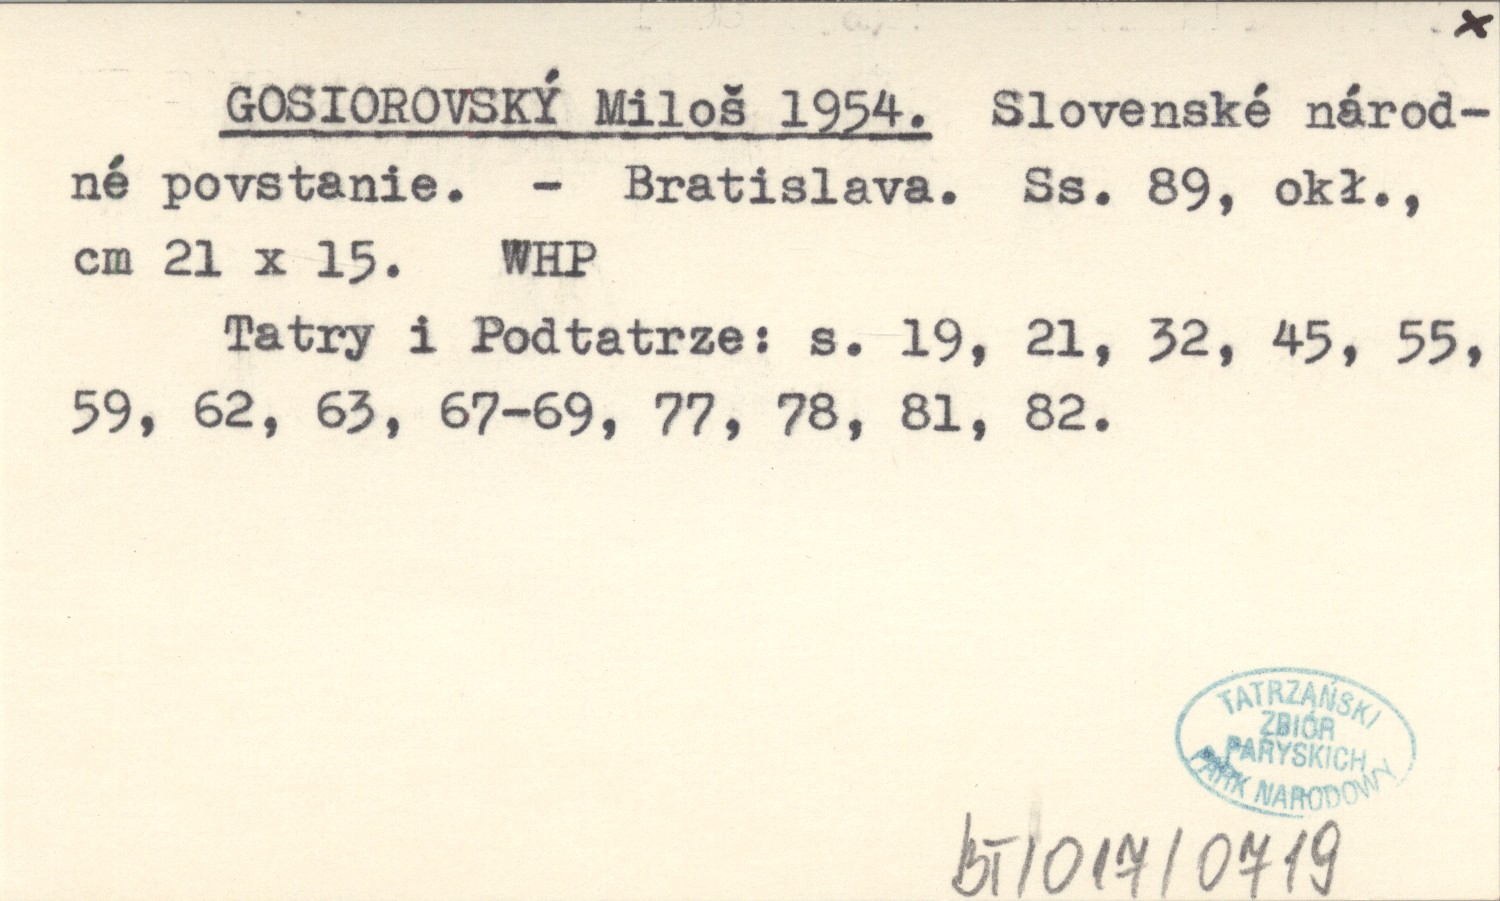 x
GOSIOROVSKÝ Miloš 1954. Slovenské národ-
né povstanie. - Bratislava. Ss. 89, okł.,
cm 21 x 15. WHP
Tatry i Podtatrze: s. 19, 21, 32, 45, 55,
59, 62, 63, 67-69, 77, 78, 81, 82.
TATRZAŃSKI
ZBIÓR
PARYSKICH
PARK NARODOWY
BT/017/0719